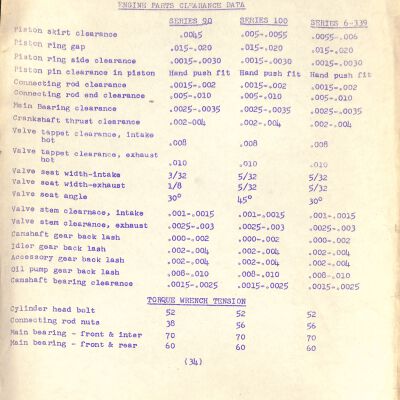 ENGINE PARTS CLEARANCE DATA
SERIES 90 SERIES 100 SERIES 6-339
Piston skirt clearance .0045 .005-.0055 .0055-.006
Piston ring gap .015-.020 .015-.020 .015-.020
Piston ring side clearance .0015-.0030 .0015-.0030 .0015-.0030
Piston pin clearance in piston Hand push fit Hand push fit Hand push fit
Connecting rod clearance .0015-.002 .0015-.002 .0015-.002
Connecting rod end clearance .005-.010 .005-.010 .005-.010
Main Bearing clearance .0025-.0035 .0025-.0035 .0025-.0035
Crankshaft thrust clearance .002-004 .002-.004 .002-.004
Valve tappet clearance, intake
hot .008 .008 .008
Valve tappet clearance, exhaust
hot .010 .010 .010
Valve seat width-intake 3/32 5/32 5/32
Valve seat width-exhaust 1/8 5/32 5/32
Valve seat angle 30° 45° 30°
Valve stem clearnace, intake .001-.0015 .001-.0015 .001-.0015
Valve stem clearance, exhaust .0025-.003 .0025-.003 .0025-.003
Camshaft gear back lash .000-.002 .000-.002 .000-.002
Idler gear back lash .002-.004 .002-.004 .002-.004
Accessory gear back lash .002-.004 .002-.004 .002-.004
Oil pump gear back lash .008-.010 .008-.010 .008-.010
Camshaft bearing clearance .0015-.0025 .0015-.0025 .0015-.0025
TORQUE WRENCH TENSION
Cylinder head bolt 52 52 52
Connecting rod nuts 38 56 56
Main bearing - front & inter 70 70 70
Main bearing - front & rear 60 60 60
(34)